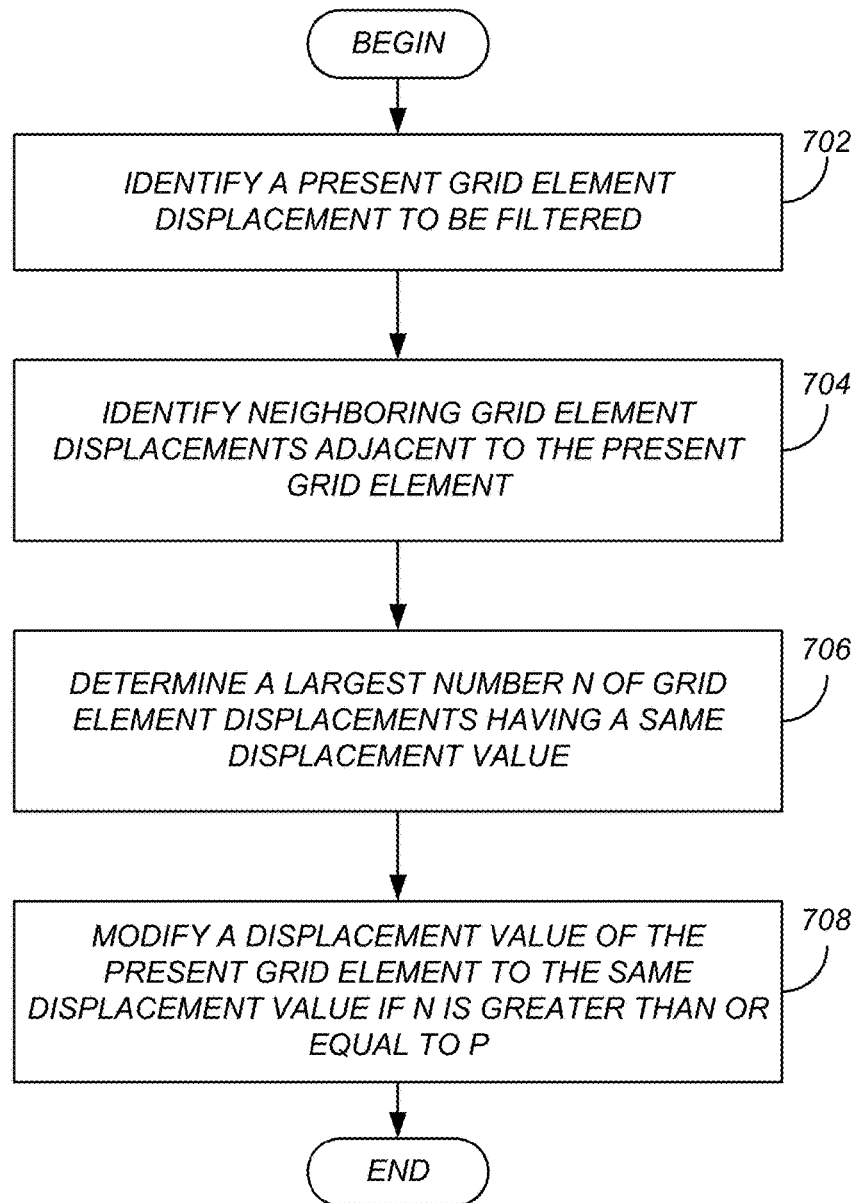 BEGIN
702
IDENTIFY A PRESENT GRID ELEMENT
DISPLACEMENT TO BE FILTERED
704
IDENTIFY NEIGHBORING GRID ELEMENT
DISPLACEMENTS ADJACENT TO THE PRESENT
GRID ELEMENT
706
DETERMINE A LARGEST NUMBER N OF GRID
ELEMENT DISPLACEMENTS HAVING A SAME
DISPLACEMENT VALUE
708
MODIFY A DISPLACEMENT VALUE OF THE
PRESENT GRID ELEMENT TO THE SAME
DISPLACEMENT VALUE IF N IS GREATER THAN OR
EQUAL TO P
END